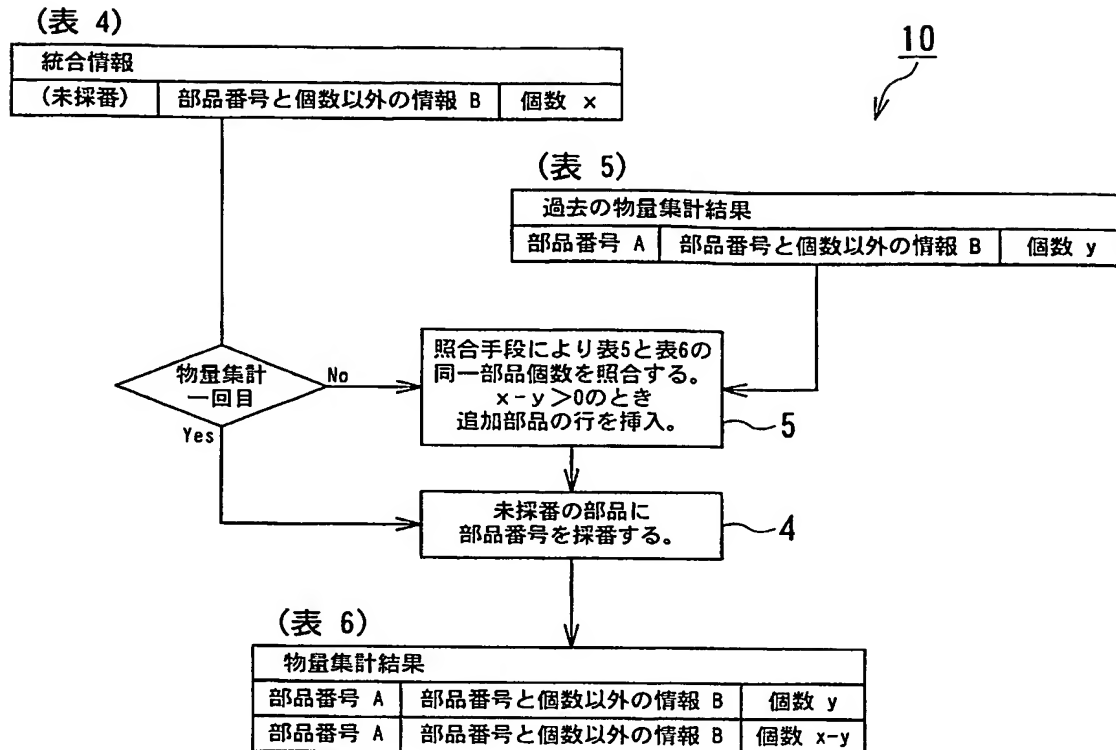 (表 4)
10
統合情報
(未採番) 部品番号と個数以外の情報 B 個数 x
(表 5)
過去の物量集計結果
部品番号 A 部品番号と個数以外の情報 B 個数 y
物量集計
一回目
No
Yes
照合手段により表5と表6の
同一部品個数を照合する。
x-y>0のとき
追加部品の行を挿入。
5
未採番の部品に
部品番号を採番する。
4
(表 6)
物量集計結果
部品番号 A 部品番号と個数以外の情報 B 個数 y
部品番号 A 部品番号と個数以外の情報 B 個数 x-y